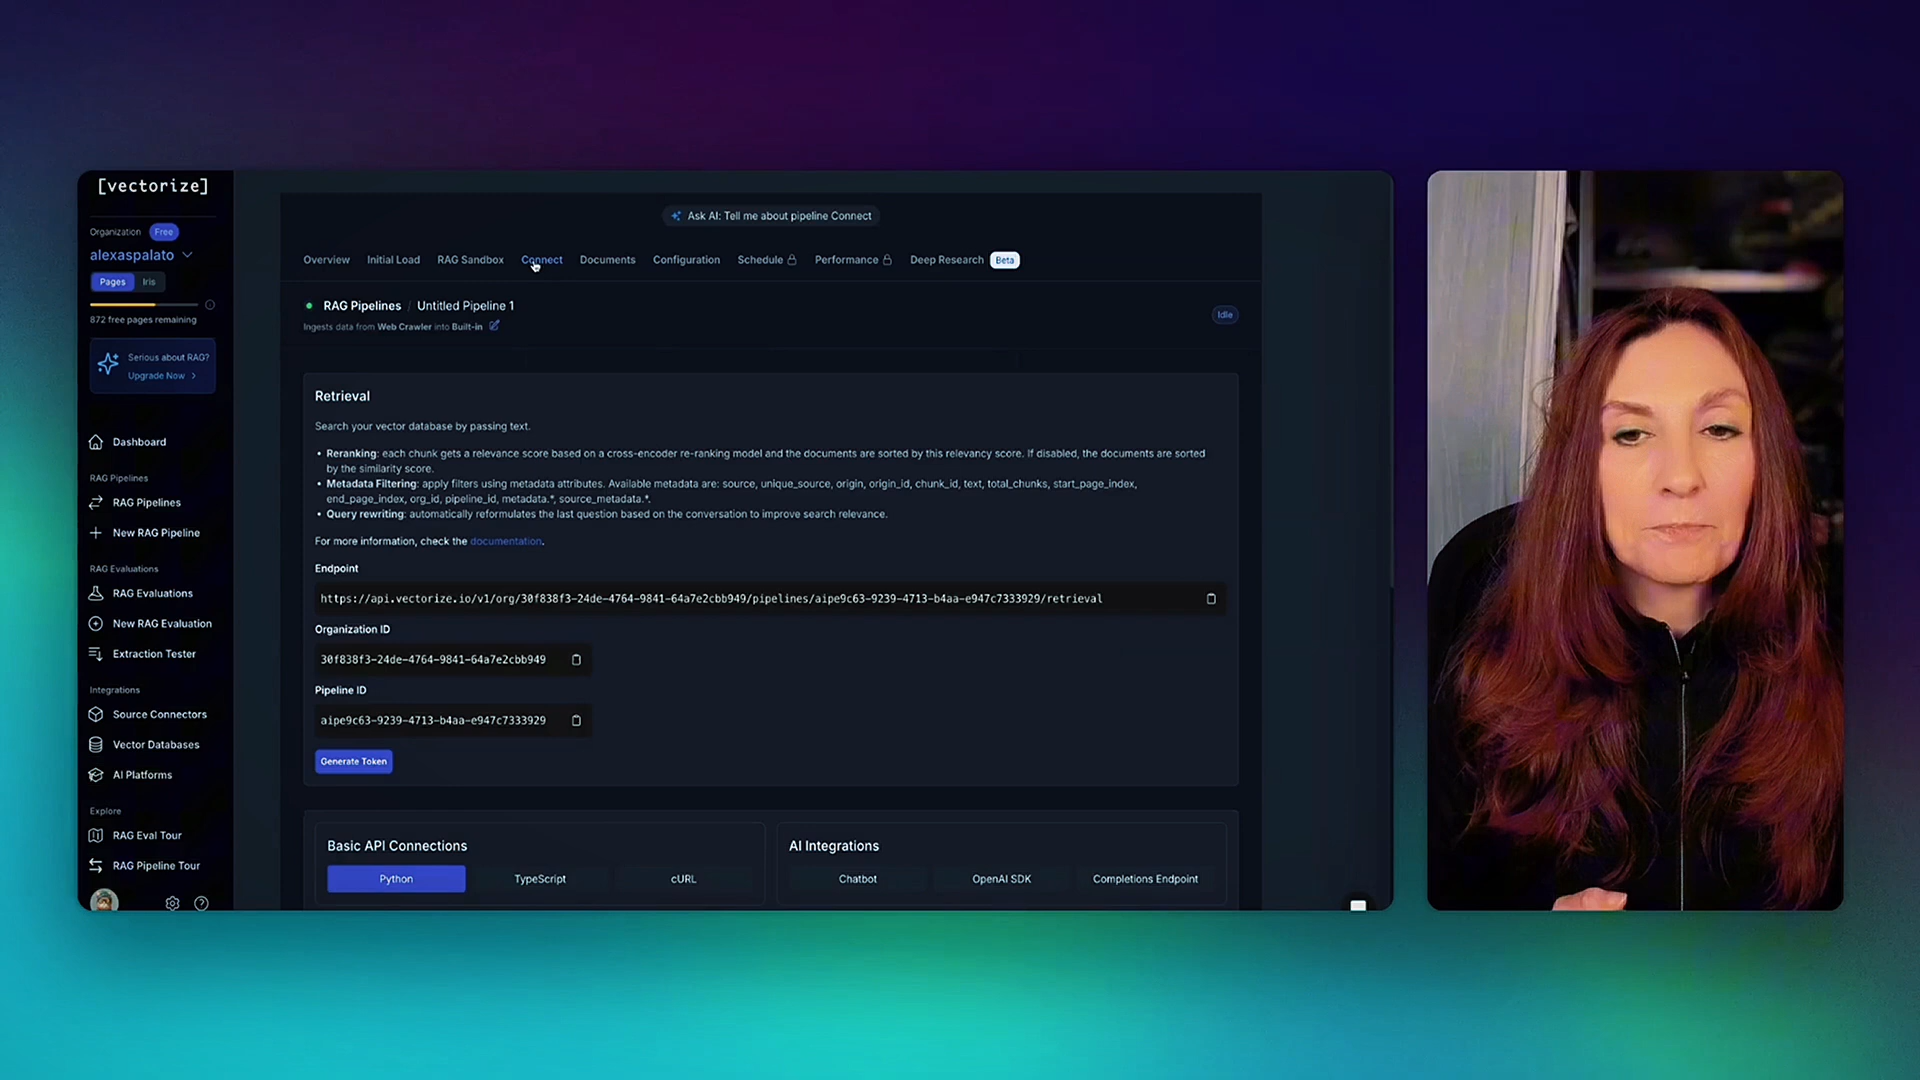 [vectorize]
Organization Free
alexaspalato
Pages Iris
872 free pages remaining
Serious about RAG?
Upgrade Now >
Dashboard
RAG Pipelines
RAG Pipelines
New RAG Pipeline
RAG Evaluations
RAG Evaluations
New RAG Evaluation
Extraction Tester
Integrations
Source Connectors
Vector Databases
AI Platforms
Explore
RAG Eval Tour
RAG Pipeline Tour
Ask AI: Tell me about pipeline Connect
Overview Initial Load RAG Sandbox Connect Documents Configuration Schedule Performance Deep Research Beta
RAG Pipelines / Untitled Pipeline 1
Ingests data from Web Crawler into Built-in
Idle
Retrieval
Search your vector database by passing text.
• Reranking: each chunk gets a relevance score based on a cross-encoder re-ranking model and the documents are sorted by this relevancy score. If disabled, the documents are sorted
by the similarity score.
• Metadata Filtering: apply filters using metadata attributes. Available metadata are: source, unique_source, origin, origin_id, chunk_id, text, total_chunks, start_page_index,
end_page_index, org_id, pipeline_id, metadata.*, source_metadata.*.
• Query rewriting: automatically reformulates the last question based on the conversation to improve search relevance.
For more information, check the documentation.
Endpoint
https://api.vectorize.io/v1/org/30f838f3-24de-4764-9841-64a7e2cbb949/pipelines/aipe9c63-9239-4713-b4aa-e947c7333929/retrieval
Organization ID
30f838f3-24de-4764-9841-64a7e2cbb949
Pipeline ID
aipe9c63-9239-4713-b4aa-e947c7333929
Generate Token
Basic API Connections
Python TypeScript cURL
AI Integrations
Chatbot OpenAI SDK Completions Endpoint